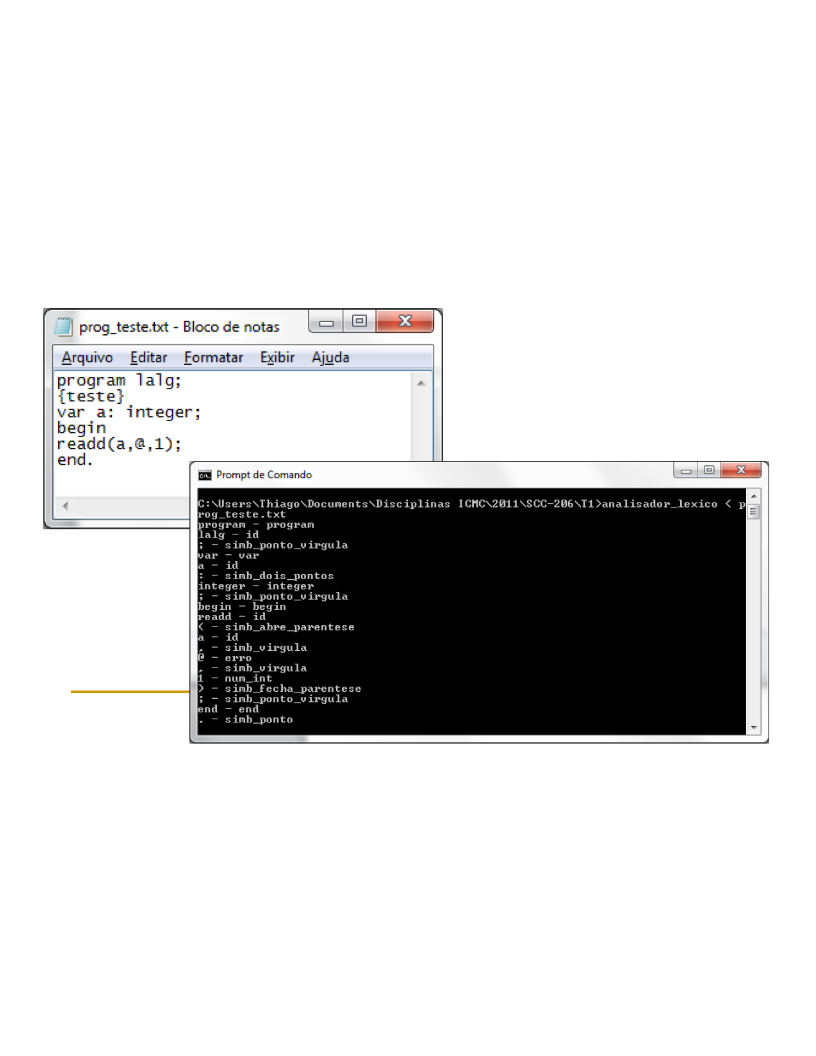 prog_teste.txt - Bloco de notas
Arquivo Editar Formatar Exibir Ajuda
program lalg;
{teste}
var a: integer;
begin
readd(a,@,1);
end.
Prompt de Comando
C:\Users\Thiago\Documents\Disciplinas ICMC\2011\SCC-206\T1>analisador_lexico < p
rog_teste.txt
program - program
lalg - id
; - simb_ponto_virgula
var - var
a - id
: - simb_dois_pontos
integer - integer
; - simb_ponto_virgula
begin - begin
readd - id
( - simb_abre_parentese
a - id
, - simb_virgula
@ - erro
, - simb_virgula
1 - num_int
) - simb_fecha_parentese
; - simb_ponto_virgula
end - end
. - simb_ponto